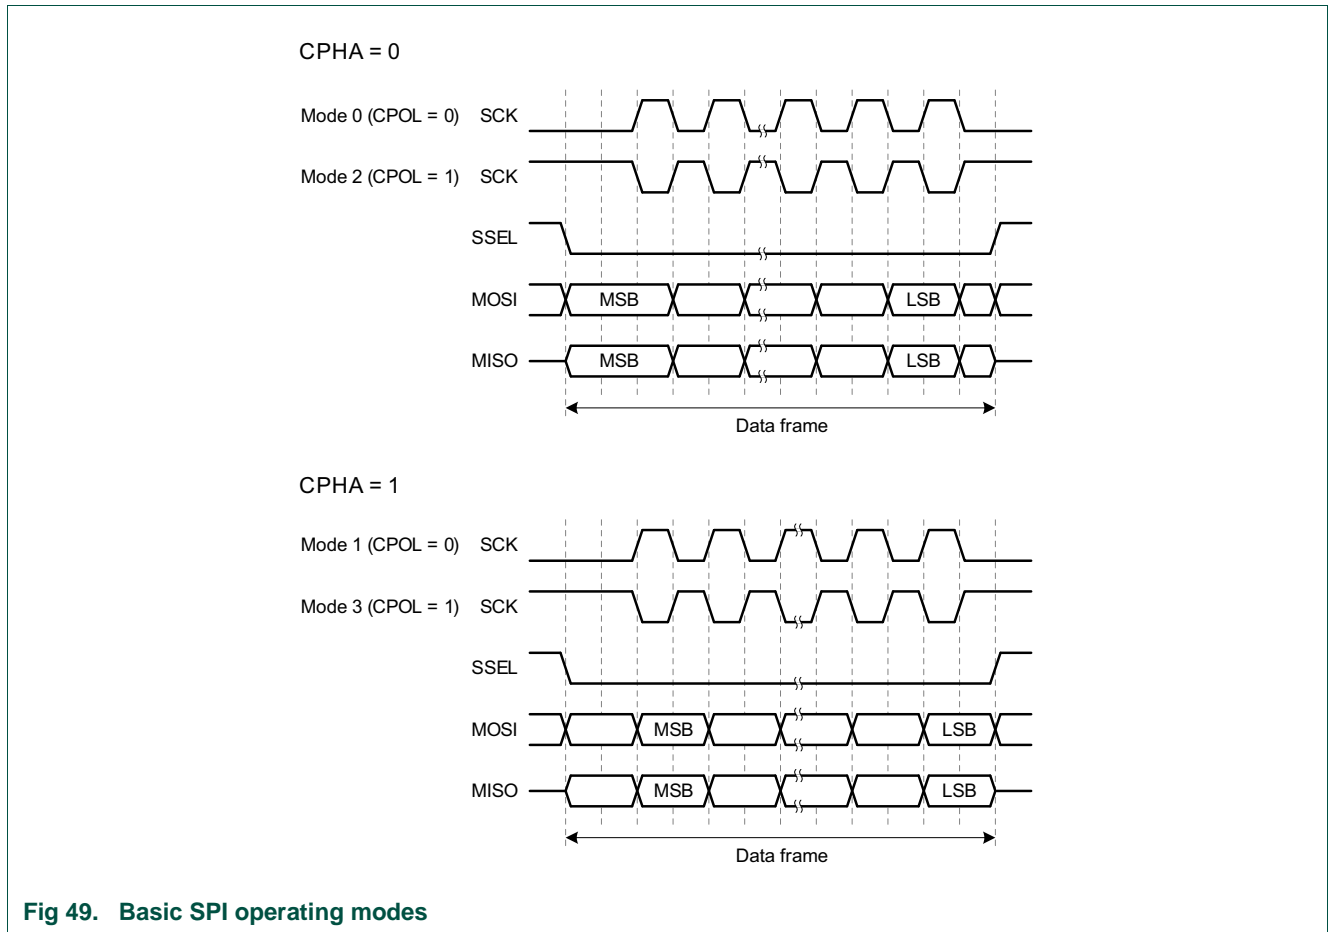 CPHA = 0
Mode 0 (CPOL = 0) SCK
Mode 2 (CPOL = 1) SCK
SSEL
MOSI MSB LSB
MISO MSB LSB
Data frame
CPHA = 1
Mode 1 (CPOL = 0) SCK
Mode 3 (CPOL = 1) SCK
SSEL
MOSI MSB LSB
MISO MSB LSB
Data frame
Fig 49. Basic SPI operating modes